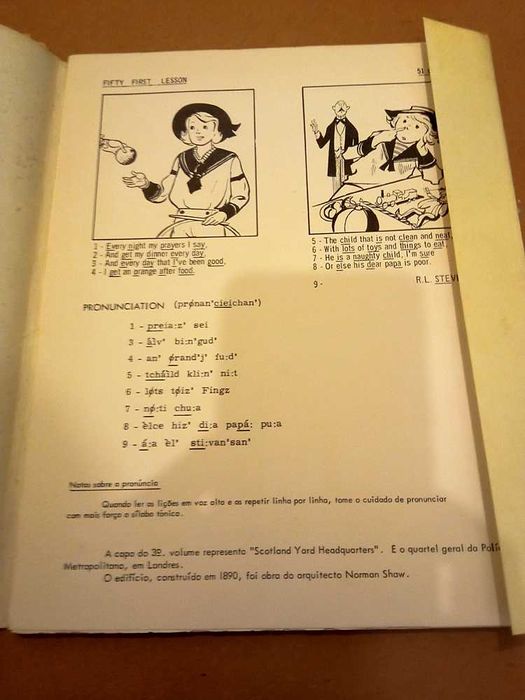 FIFTY FIRST LESSON
51
1 - Every night my prayers I say,
2 - And get my dinner every day,
3 - And every day that I've been good,
4 - I get an orange after food.
5 - The child that is not clean and neat,
6 - With lots of toys and things to eat,
7 - He is a naughty child, I'm sure
8 - Or else his dear papa is poor.
9 - R.L. STEV
PRONUNCIATION (prønan'cieichan')
1 - preia:z' sei
3 - âlv' bi:n'gud'
4 - an' ørand'j' fu:d'
5 - tchâlld kli:n' ni:t
6 - løts tøiz' Fingz
7 - nø:ti chu:a
8 - èlce hiz' di:a papá: pu:a
9 - á:a èl' sti:van'san'
Notas sobre a pronúncia
Quando ler as lições em voz alta e as repetir linha por linha, tome o cuidado de pronunciar
com mais força a sílaba tónica.
A capa do 3º. volume representa "Scotland Yard Headquarters". E o quartel geral da Polí
Metropolitana, em Londres.
O edifício, construído em 1890, foi obra do arquitecto Norman Shaw.